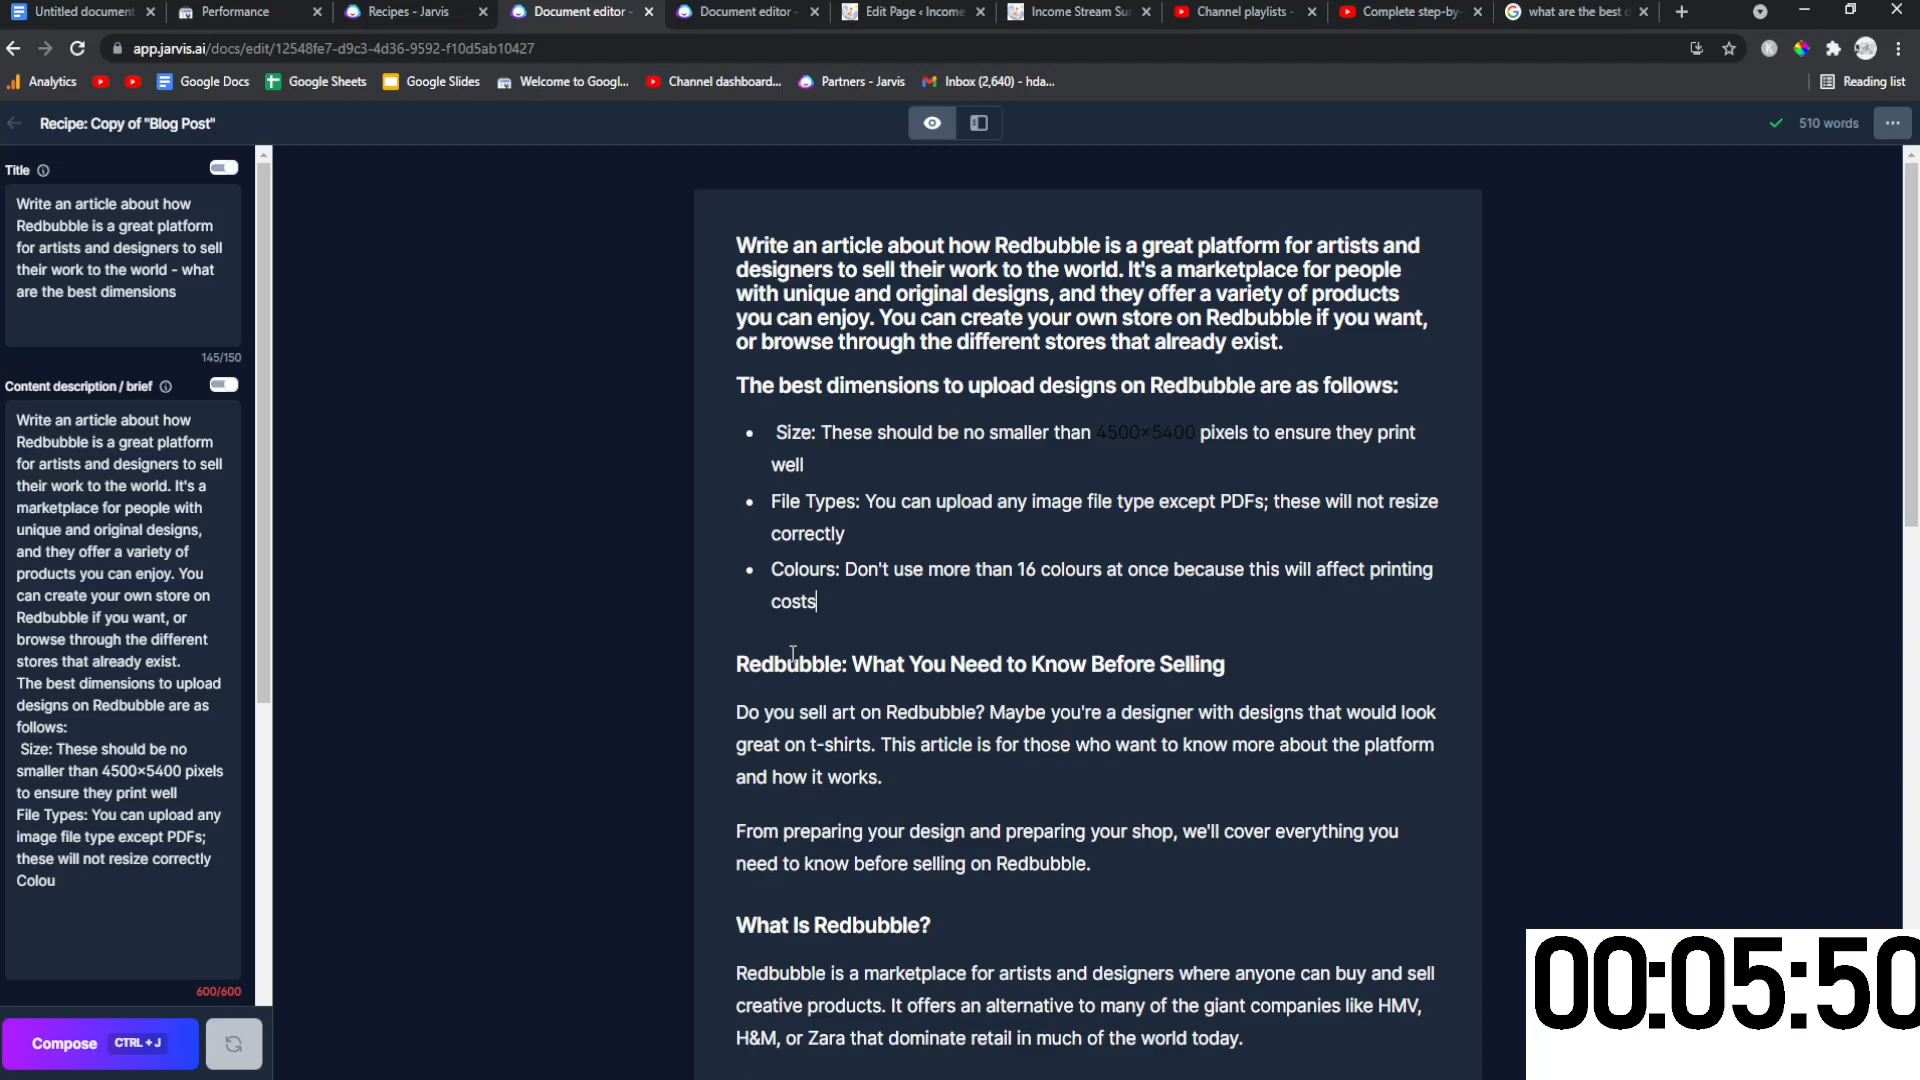 Untitled document
Performance
Recipes - Jarvis
Document editor -
Document editor -
Edit Page ‹ Income
Income Stream Sur
Channel playlists -
Complete step-by-
what are the best d
app.jarvis.ai/docs/edit/12548fe7-d9c3-4d36-9592-f10d5ab10427
Analytics
Google Docs
Google Sheets
Google Slides
Welcome to Googl...
Channel dashboard...
Partners - Jarvis
Inbox (2,640) - hda...
Reading list
Recipe: Copy of "Blog Post"
510 words
Title
Write an article about how
Redbubble is a great platform
for artists and designers to sell
their work to the world - what
are the best dimensions
145/150
Content description / brief
Write an article about how
Redbubble is a great platform
for artists and designers to sell
their work to the world. It's a
marketplace for people with
unique and original designs,
and they offer a variety of
products you can enjoy. You
can create your own store on
Redbubble if you want, or
browse through the different
stores that already exist.
The best dimensions to upload
designs on Redbubble are as
follows:
Size: These should be no
smaller than 4500×5400 pixels
to ensure they print well
File Types: You can upload any
image file type except PDFs;
these will not resize correctly
Colou
600/600
Compose CTRL + J
Write an article about how Redbubble is a great platform for artists and
designers to sell their work to the world. It's a marketplace for people
with unique and original designs, and they offer a variety of products
you can enjoy. You can create your own store on Redbubble if you want,
or browse through the different stores that already exist.
The best dimensions to upload designs on Redbubble are as follows:
• Size: These should be no smaller than 4500×5400 pixels to ensure they print
well
• File Types: You can upload any image file type except PDFs; these will not resize
correctly
• Colours: Don't use more than 16 colours at once because this will affect printing
costs
Redbubble: What You Need to Know Before Selling
Do you sell art on Redbubble? Maybe you're a designer with designs that would look
great on t-shirts. This article is for those who want to know more about the platform
and how it works.
From preparing your design and preparing your shop, we'll cover everything you
need to know before selling on Redbubble.
What Is Redbubble?
Redbubble is a marketplace for artists and designers where anyone can buy and sell
creative products. It offers an alternative to many of the giant companies like HMV,
H&M, or Zara that dominate retail in much of the world today.
00:05:50